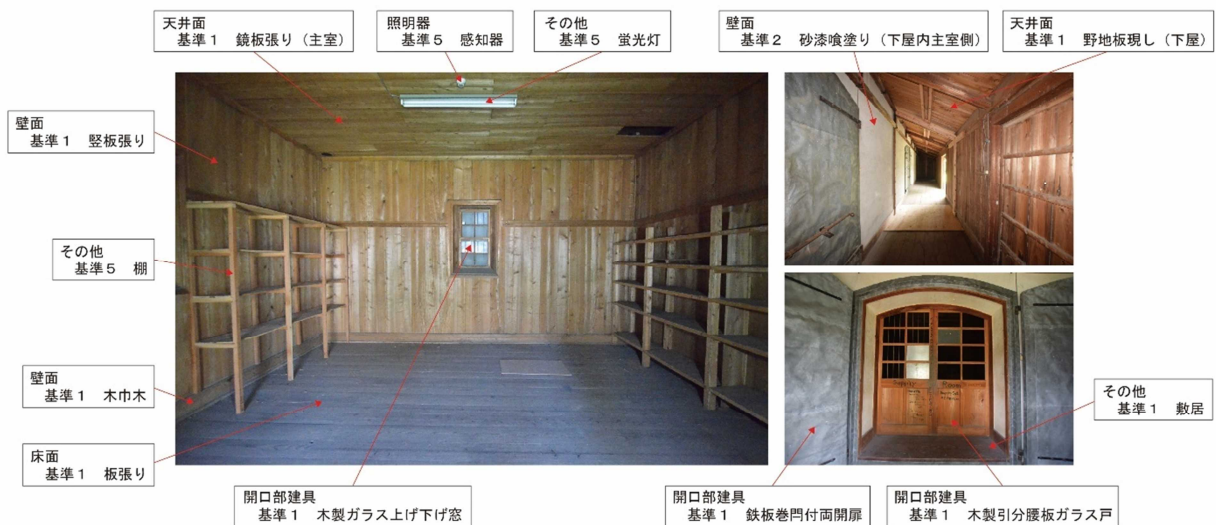 天井面
基準1 鏡板張り（主室）
照明器
基準5 感知器
その他
基準5 蛍光灯
壁面
基準2 砂漆喰塗り（下屋内主室側）
天井面
基準1 野地板現し（下屋）
壁面
基準1 竪板張り
その他
基準5 棚
壁面
基準1 木巾木
床面
基準1 板張り
開口部建具
基準1 木製ガラス上げ下げ窓
開口部建具
基準1 鉄板巻閂付両開扉
開口部建具
基準1 木製引分腰板ガラス戸
その他
基準1 敷居